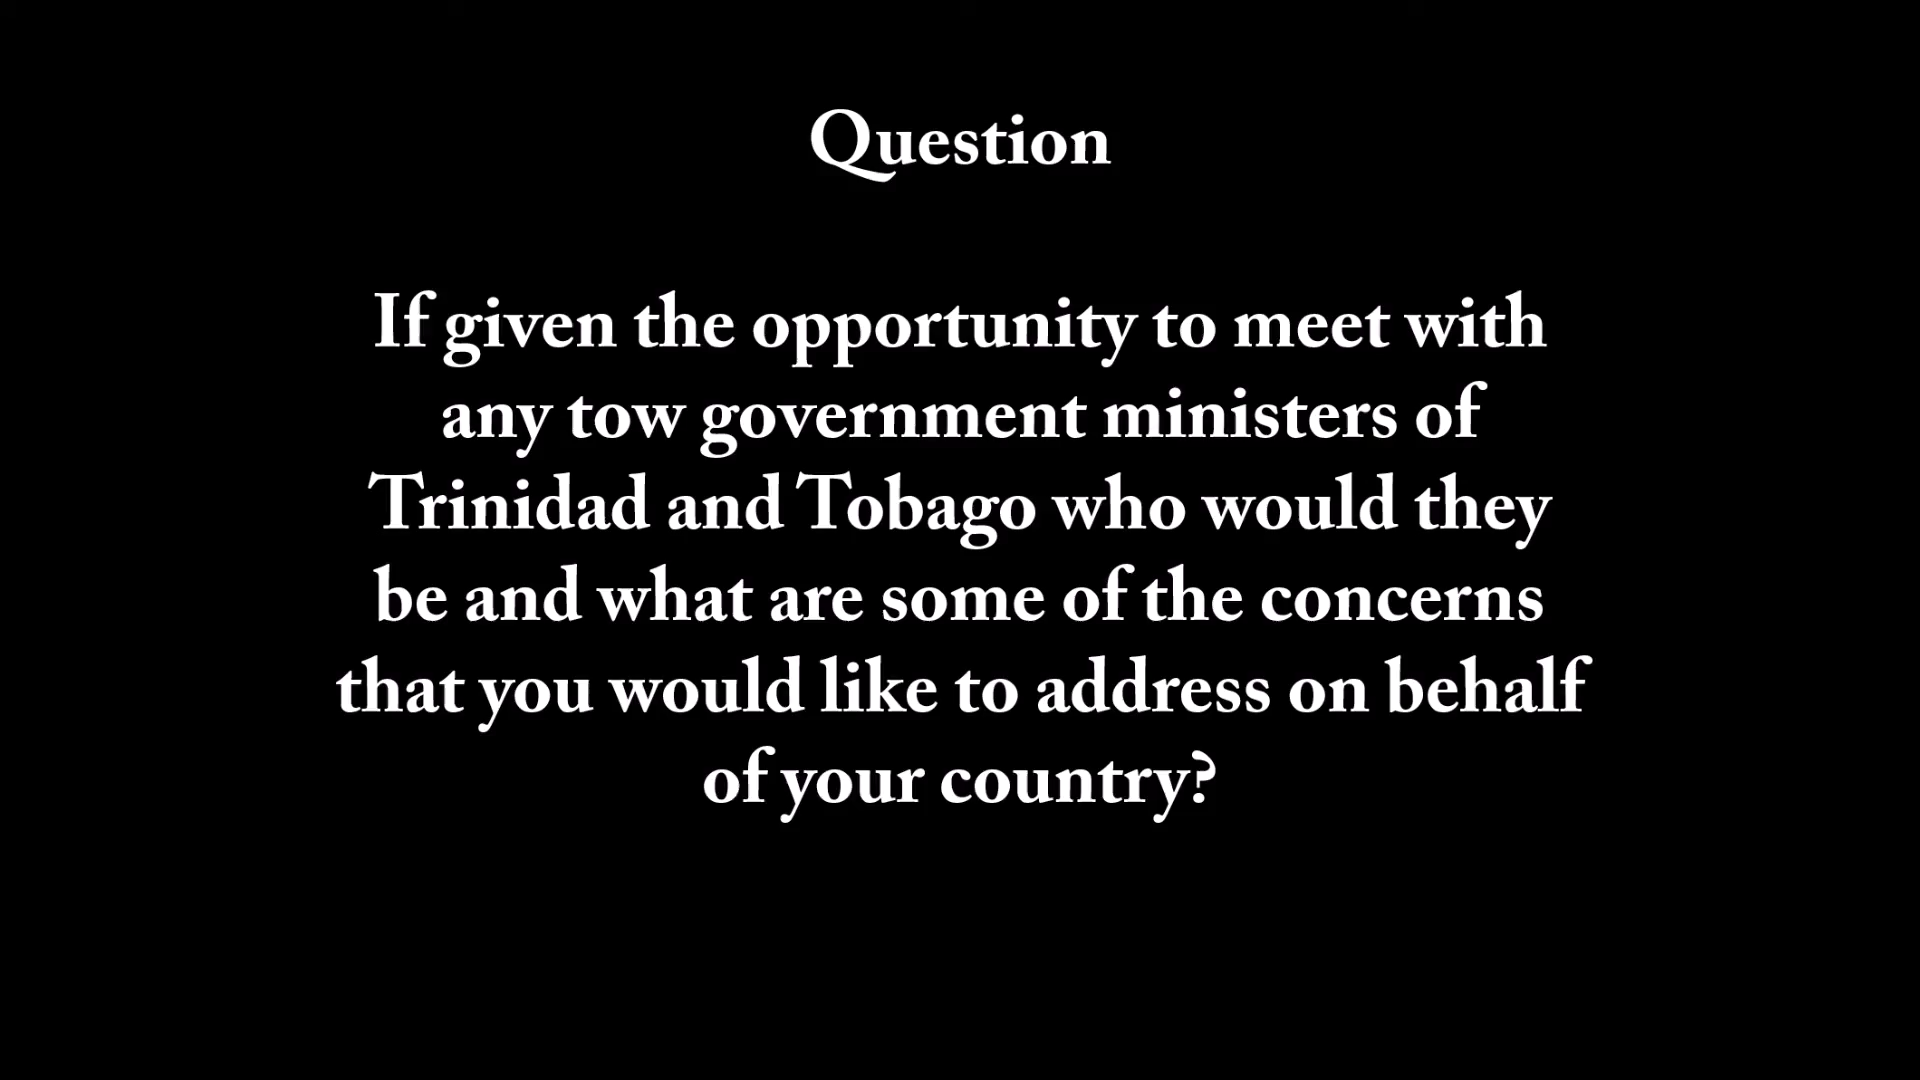 Question
If given the opportunity to meet with
any tow government ministers of
Trinidad and Tobago who would they
be and what are some of the concerns
that you would like to address on behalf
of your country?